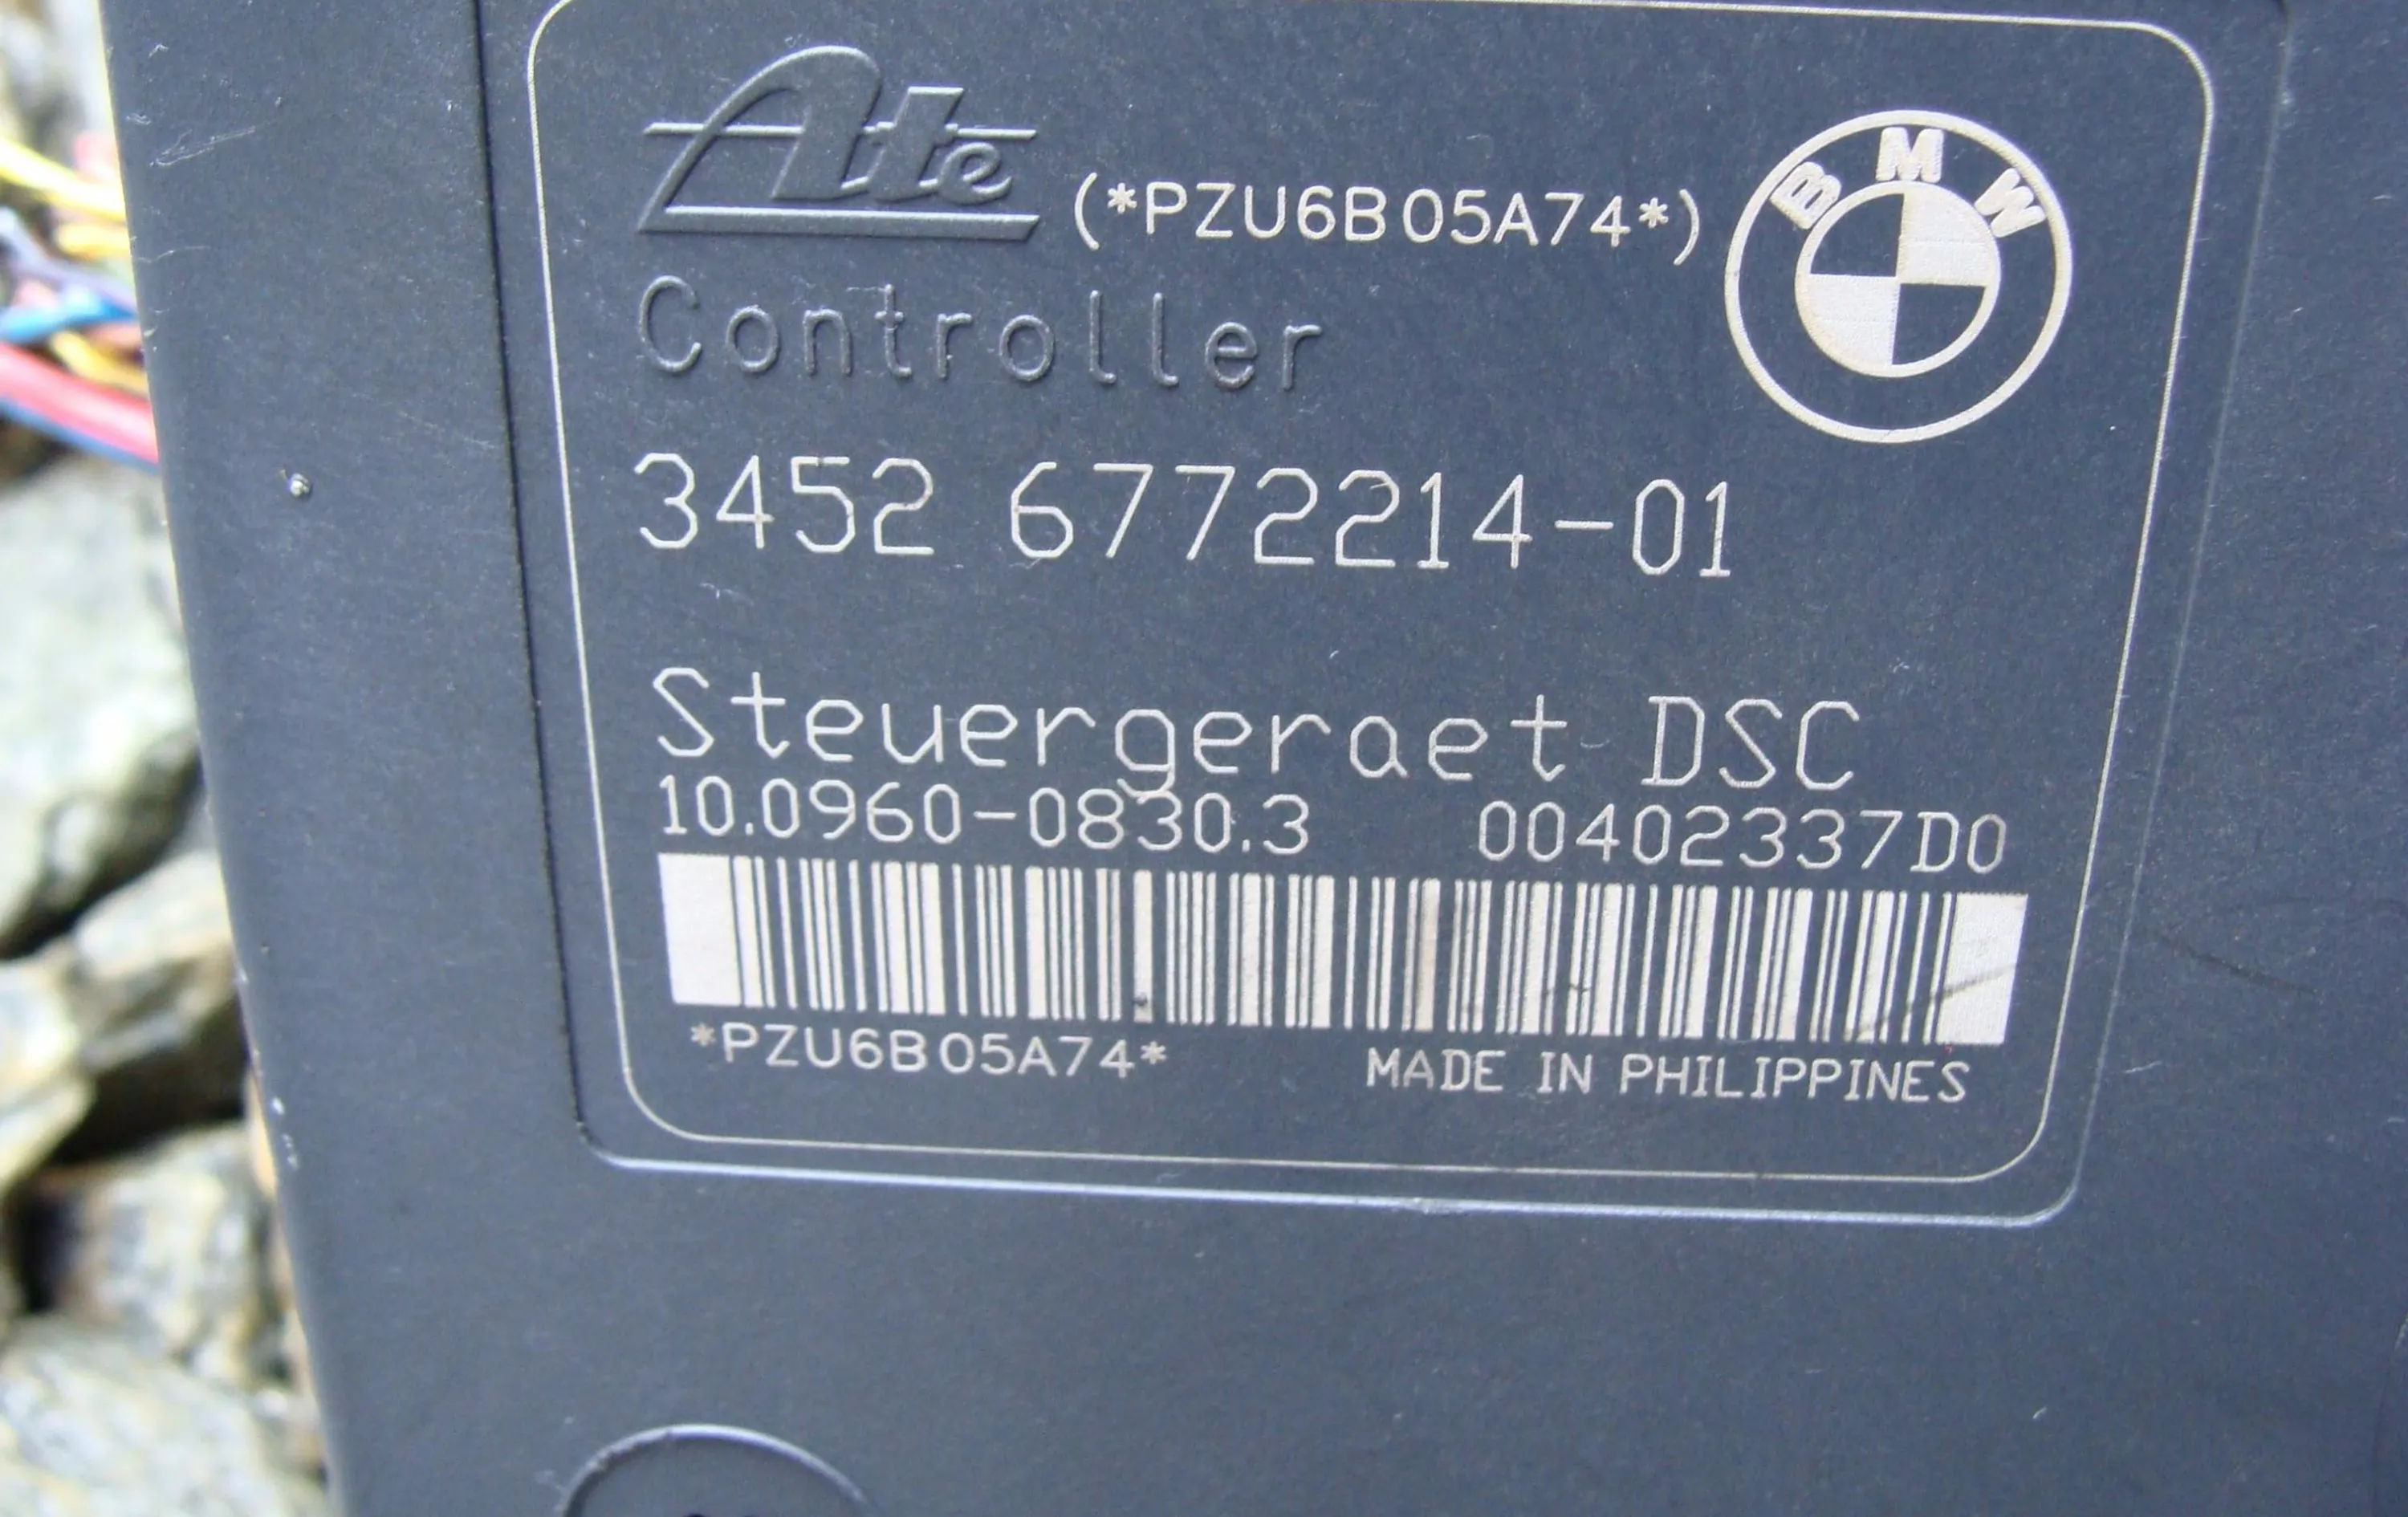 Ate (*PZU6B05A74*) BMW
Controller
3452 6772214-01
Steuergeraet DSC
10.0960-0830.3 00402337D0
*PZU6B05A74* MADE IN PHILIPPINES